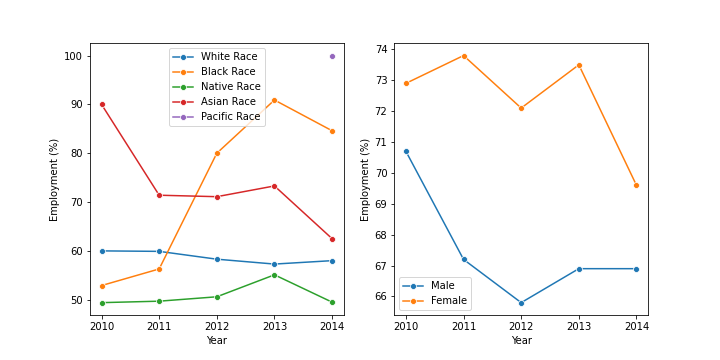 100
90
80
70
60
50
Employment (%)
2010 2011 2012 2013 2014
Year
White Race
Black Race
Native Race
Asian Race
Pacific Race
74
73
72
71
70
69
68
67
66
Employment (%)
2010 2011 2012 2013 2014
Year
Male
Female